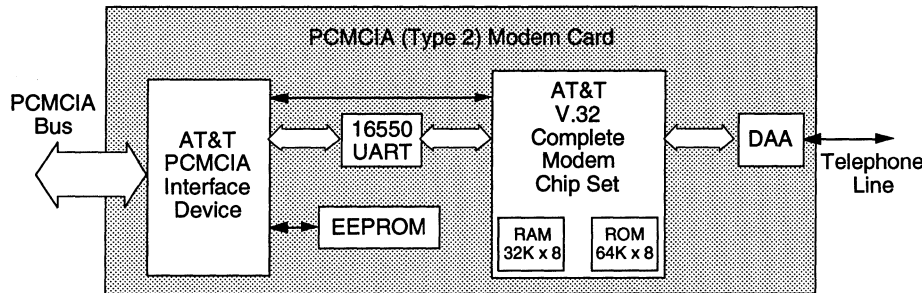 PCMCIA (Type 2) Modem Card
PCMCIA
Bus
AT&T
PCMCIA
Interface
Device
16550
UART
EEPROM
AT&T
V.32
Complete
Modem
Chip Set
RAM
32K x 8
ROM
64K x 8
DAA
Telephone
Line